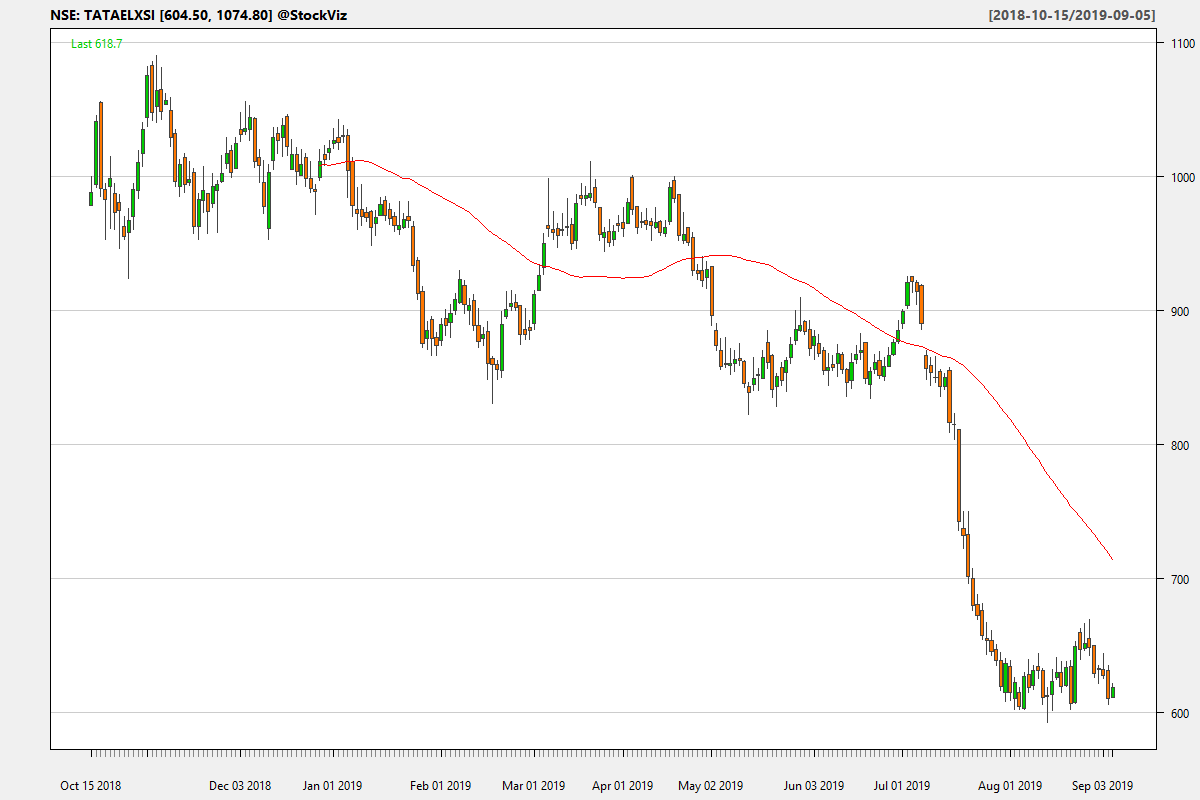 NSE: TATAELXSI [604.50, 1074.80] @StockViz
[2018-10-15/2019-09-05]
Last 618.7
1100
1000
900
800
700
600
Oct 15 2018
Dec 03 2018
Jan 01 2019
Feb 01 2019
Mar 01 2019
Apr 01 2019
May 02 2019
Jun 03 2019
Jul 01 2019
Aug 01 2019
Sep 03 2019